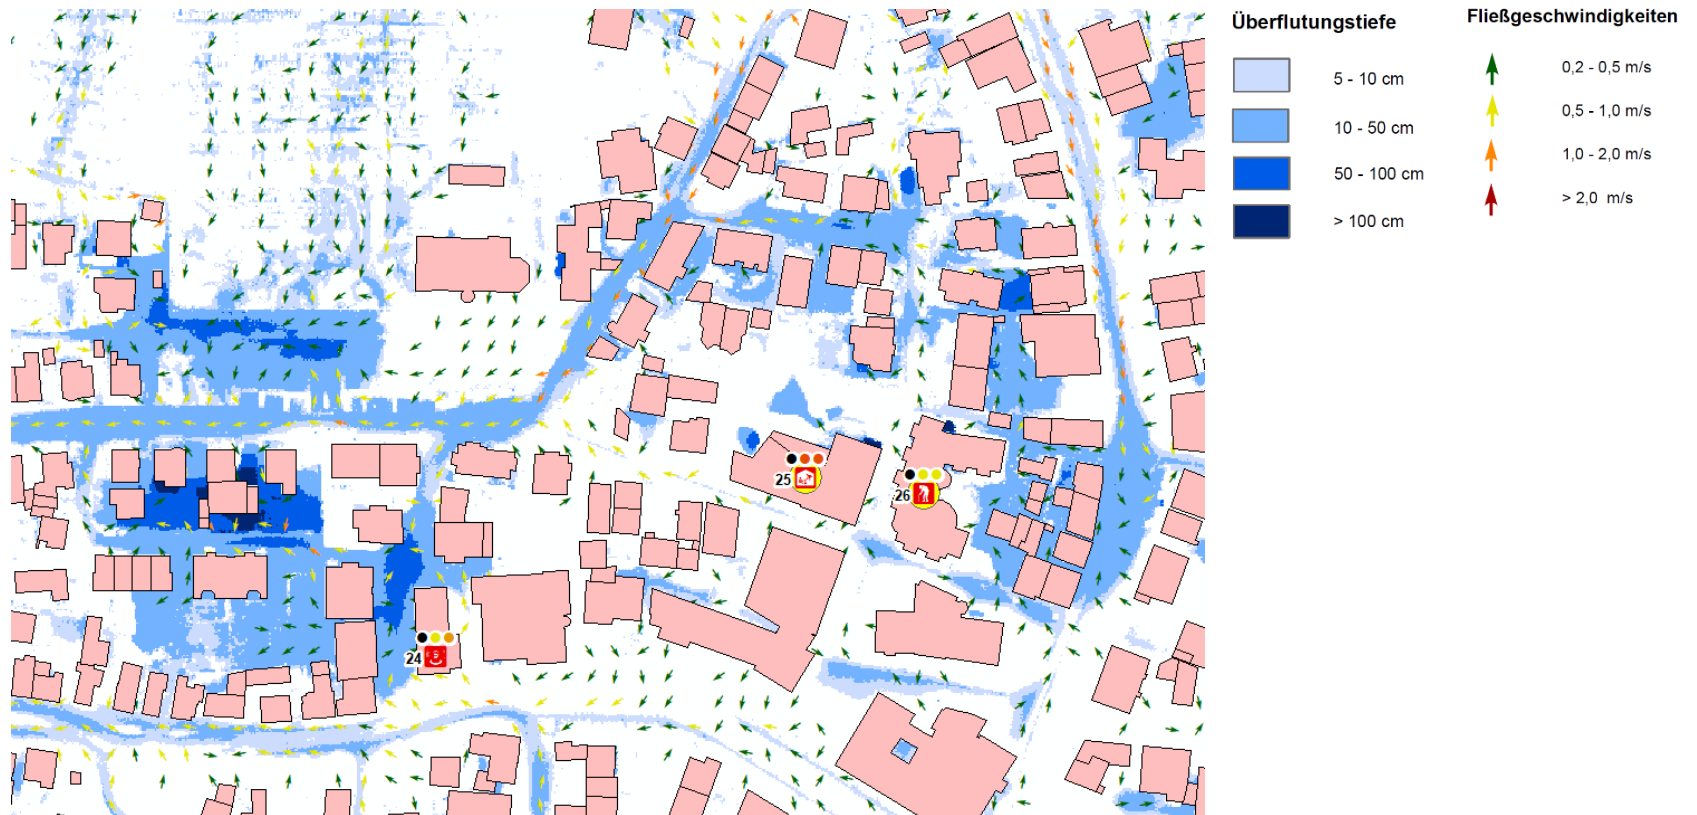 Überflutungstiefe
5 - 10 cm
10 - 50 cm
50 - 100 cm
> 100 cm
Fließgeschwindigkeiten
0,2 - 0,5 m/s
0,5 - 1,0 m/s
1,0 - 2,0 m/s
> 2,0 m/s
25
26
24